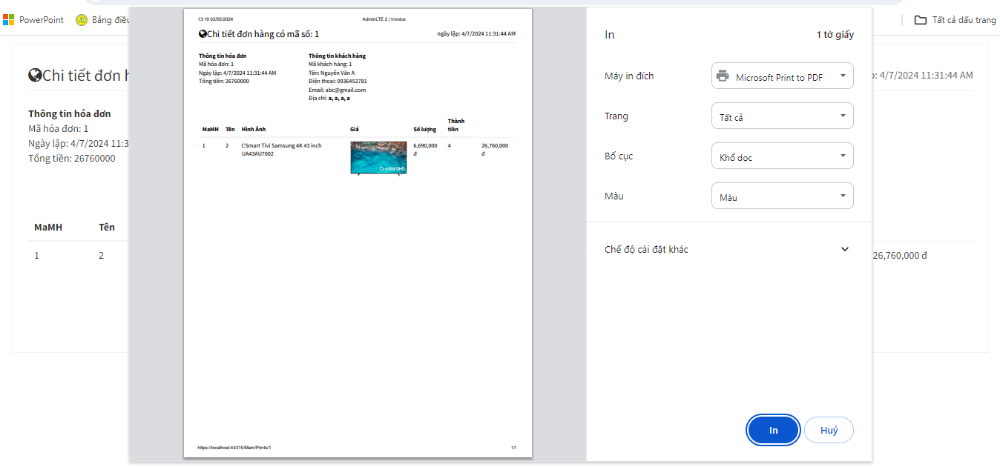 PowerPoint
Bảng điều
Tất cả dấu trang
Chi tiết đơn h
p: 4/7/2024 11:31:44 AM
Thông tin hóa đơn
Mã hóa đơn: 1
Ngày lập: 4/7/2024 11:3
Tổng tiền: 26760000
MaMH Tên
1 2
26,760,000 đ
13:19 02/05/2024 AdminLTE 2 | Invoice
Chi tiết đơn hàng có mã số: 1 ngày lập: 4/7/2024 11:31:44 AM
Thông tin hóa đơn
Mã hóa đơn: 1
Ngày lập: 4/7/2024 11:31:44 AM
Tổng tiền: 26760000
Thông tin khách hàng
Mã khách hàng: 1
Tên: Nguyễn Văn A
Điện thoại: 0936452781
Email: abc@gmail.com
Địa chỉ: a, a, a, a
MaMH Tên Hình Ảnh Giá Số lượng Thành
tiền
1 2 CSmart Tivi Samsung 4K 43 inch 6,690,000 4 26,760,000
UA43AU7002 đ đ
Crystal UHD
https://localhost:44315/Main/Prints/1 1/1
In 1 tờ giấy
Máy in đích Microsoft Print to PDF
Trang Tất cả
Bố cục Khổ dọc
Màu Màu
Chế độ cài đặt khác
In Huỷ